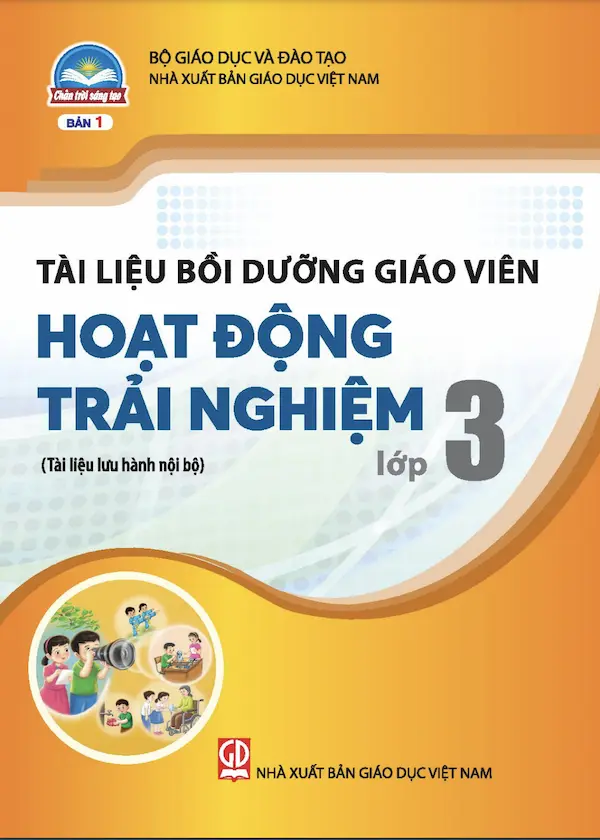 BỘ GIÁO DỤC VÀ ĐÀO TẠO
NHÀ XUẤT BẢN GIÁO DỤC VIỆT NAM
Chân trời sáng tạo
BẢN 1
TÀI LIỆU BỒI DƯỠNG GIÁO VIÊN
HOẠT ĐỘNG
TRẢI NGHIỆM
lớp 3
(Tài liệu lưu hành nội bộ)
GD
NHÀ XUẤT BẢN GIÁO DỤC VIỆT NAM